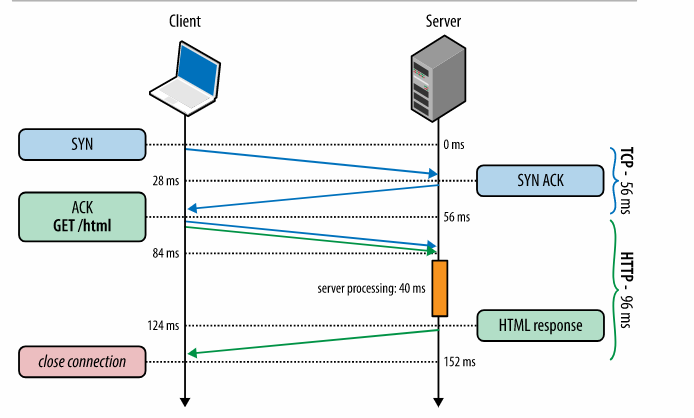 Client
Server
SYN
0 ms
28 ms
SYN ACK
TCP - 56 ms
ACK
GET /html
56 ms
84 ms
server processing: 40 ms
HTTP - 96 ms
124 ms
HTML response
close connection
152 ms